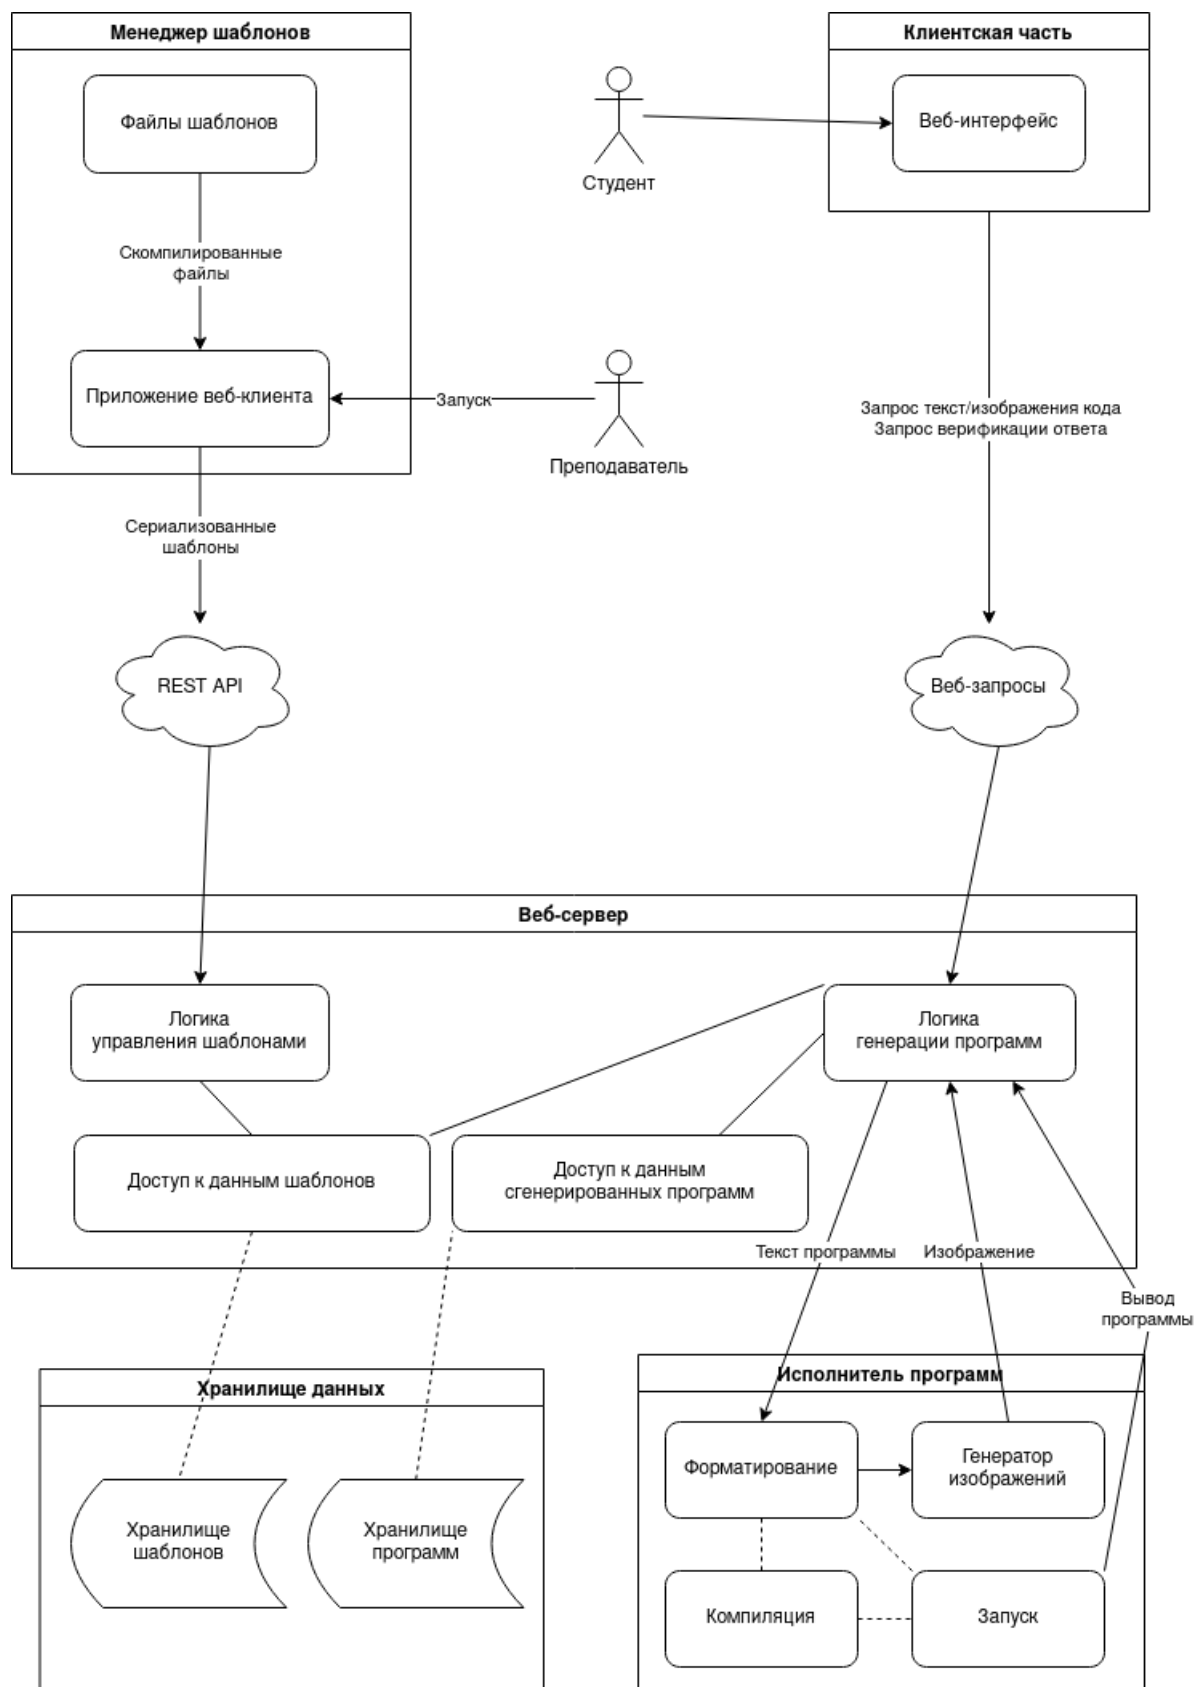 Менеджер шаблонов
Клиентская часть
Файлы шаблонов
Веб-интерфейс
Студент
Скомпилированные
файлы
Приложение веб-клиента
Запуск
Преподаватель
Запрос текст/изображения кода
Запрос верификации ответа
Сериализованные
шаблоны
REST API
Веб-запросы
Веб-сервер
Логика
управления шаблонами
Логика
генерации программ
Доступ к данным шаблонов
Доступ к данным
сгенерированных программ
Текст программы
Изображение
Вывод
программы
Хранилище данных
Исполнитель программ
Форматирование
Генератор
изображений
Хранилище
шаблонов
Хранилище
программ
Компиляция
Запуск